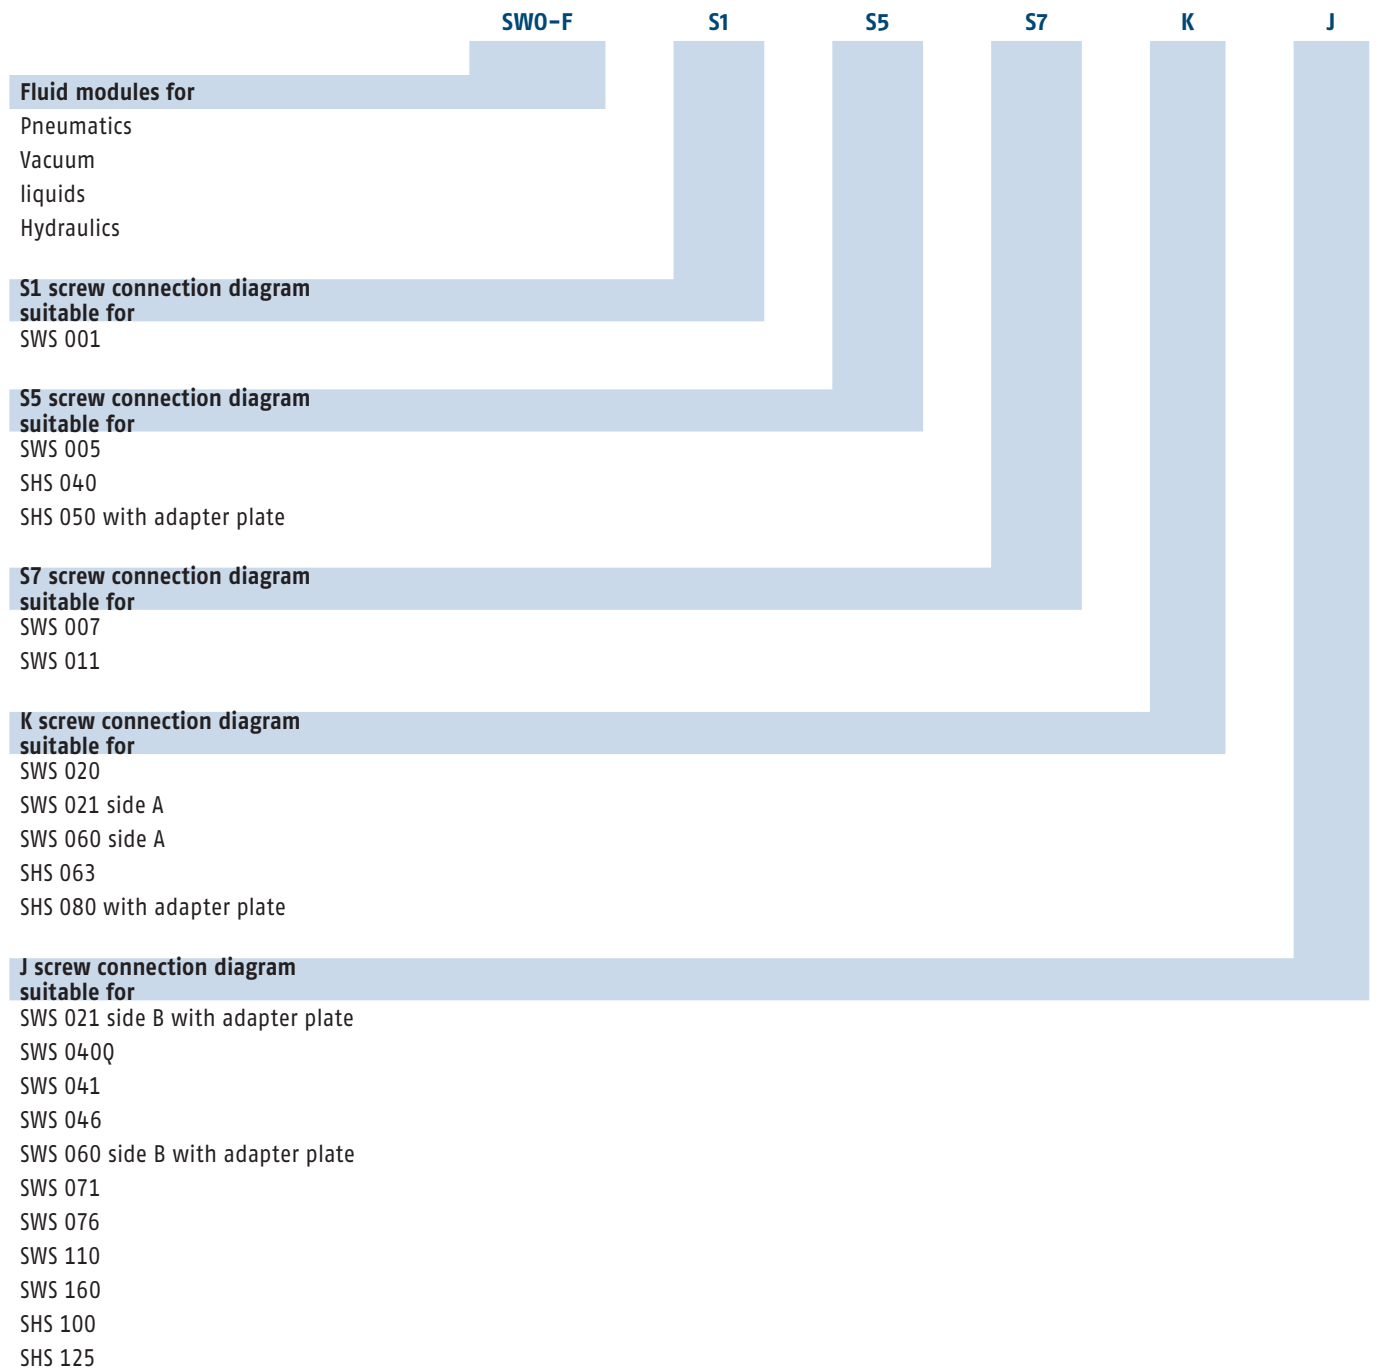 SWO-F S1 S5 S7 K J
Fluid modules for
Pneumatics
Vacuum
liquids
Hydraulics
S1 screw connection diagram
suitable for
SWS 001
S5 screw connection diagram
suitable for
SWS 005
SHS 040
SHS 050 with adapter plate
S7 screw connection diagram
suitable for
SWS 007
SWS 011
K screw connection diagram
suitable for
SWS 020
SWS 021 side A
SWS 060 side A
SHS 063
SHS 080 with adapter plate
J screw connection diagram
suitable for
SWS 021 side B with adapter plate
SWS 040Q
SWS 041
SWS 046
SWS 060 side B with adapter plate
SWS 071
SWS 076
SWS 110
SWS 160
SHS 100
SHS 125